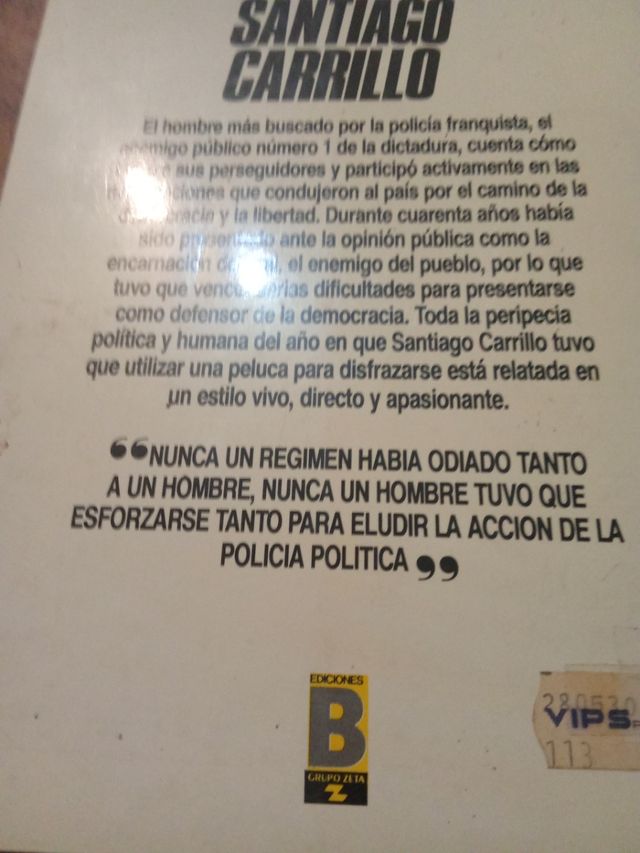 SANTIAGO
CARRILLO
El hombre más buscado por la policía franquista, el
enemigo público número 1 de la dictadura, cuenta cómo
sus perseguidores y participó activamente en las
que condujeron al país por el camino de la
y la libertad. Durante cuarenta años había
sido ante la opinión pública como la
encarnación el enemigo del pueblo, por lo que
tuvo que dificultades para presentarse
como defensor de la democracia. Toda la peripecia
política y humana del año en que Santiago Carrillo tuvo
que utilizar una peluca para disfrazarse está relatada en
un estilo vivo, directo y apasionante.
“NUNCA UN REGIMEN HABIA ODIADO TANTO
A UN HOMBRE, NUNCA UN HOMBRE TUVO QUE
ESFORZARSE TANTO PARA ELUDIR LA ACCION DE LA
POLICIA POLITICA”
EDICIONES
B
GRUPO ZETA
Z
VIPS
113